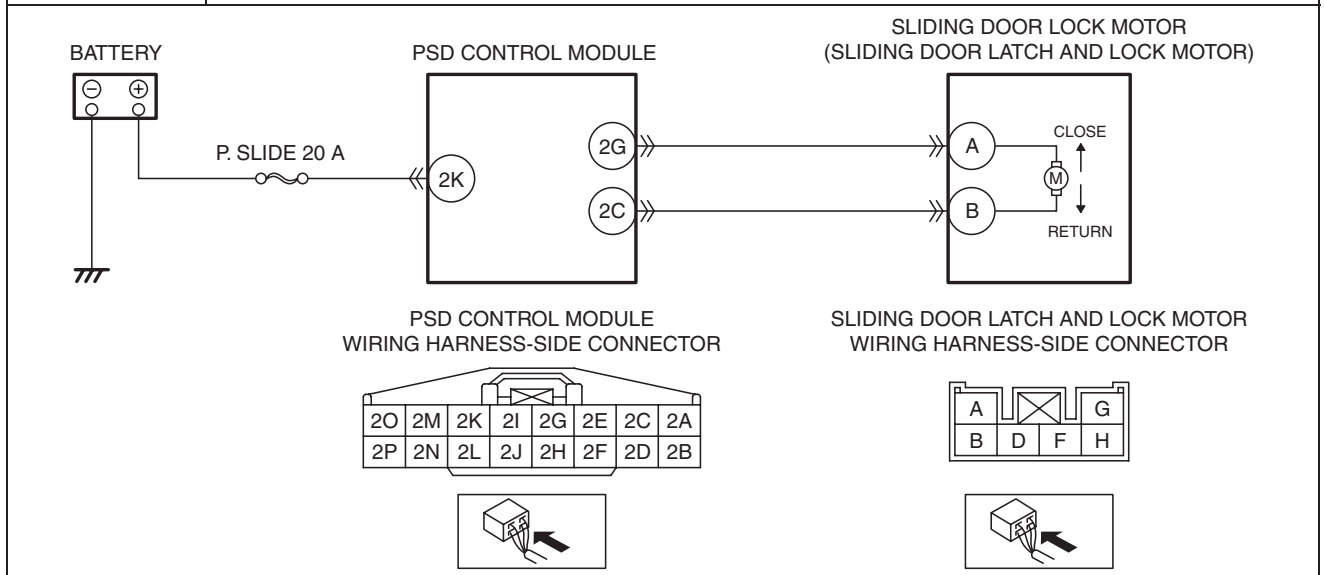 SLIDING DOOR LOCK MOTOR
(SLIDING DOOR LATCH AND LOCK MOTOR)
BATTERY
PSD CONTROL MODULE
− +
P. SLIDE 20 A
2K
2G
2C
A
B
CLOSE
M
RETURN
PSD CONTROL MODULE
WIRING HARNESS-SIDE CONNECTOR
2O 2M 2K 2I 2G 2E 2C 2A
2P 2N 2L 2J 2H 2F 2D 2B
SLIDING DOOR LATCH AND LOCK MOTOR
WIRING HARNESS-SIDE CONNECTOR
A G
B D F H